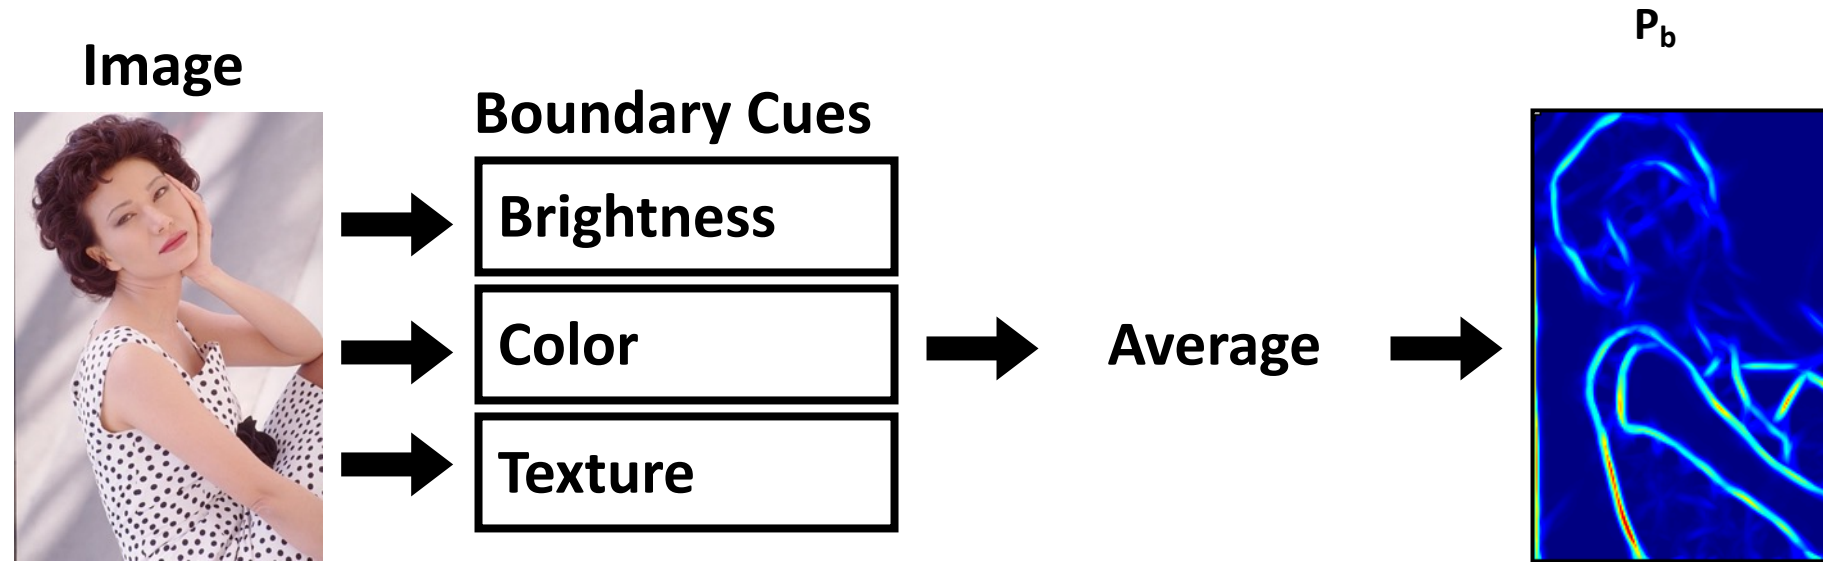 Image
Boundary Cues
Brightness
Color
Texture
Average
Pb